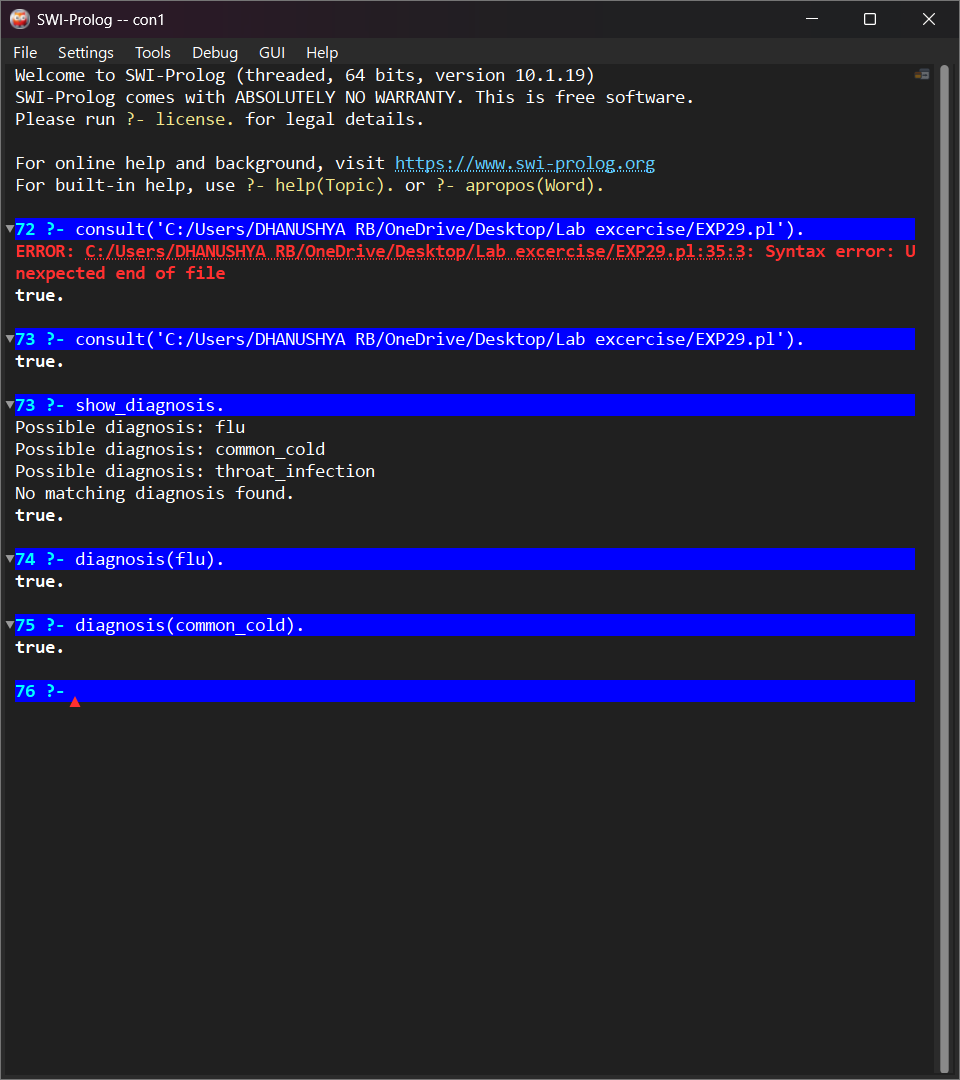 SWI-Prolog -- con1
File Settings Tools Debug GUI Help
Welcome to SWI-Prolog (threaded, 64 bits, version 10.1.19)
SWI-Prolog comes with ABSOLUTELY NO WARRANTY. This is free software.
Please run ?- license. for legal details.
For online help and background, visit https://www.swi-prolog.org
For built-in help, use ?- help(Topic). or ?- apropos(Word).
72 ?- consult('C:/Users/DHANUSHYA RB/OneDrive/Desktop/Lab excercise/EXP29.pl').
ERROR: C:/Users/DHANUSHYA RB/OneDrive/Desktop/Lab excercise/EXP29.pl:35:3: Syntax error: U
nexpected end of file
true.
73 ?- consult('C:/Users/DHANUSHYA RB/OneDrive/Desktop/Lab excercise/EXP29.pl').
true.
73 ?- show_diagnosis.
Possible diagnosis: flu
Possible diagnosis: common_cold
Possible diagnosis: throat_infection
No matching diagnosis found.
true.
74 ?- diagnosis(flu).
true.
75 ?- diagnosis(common_cold).
true.
76 ?-